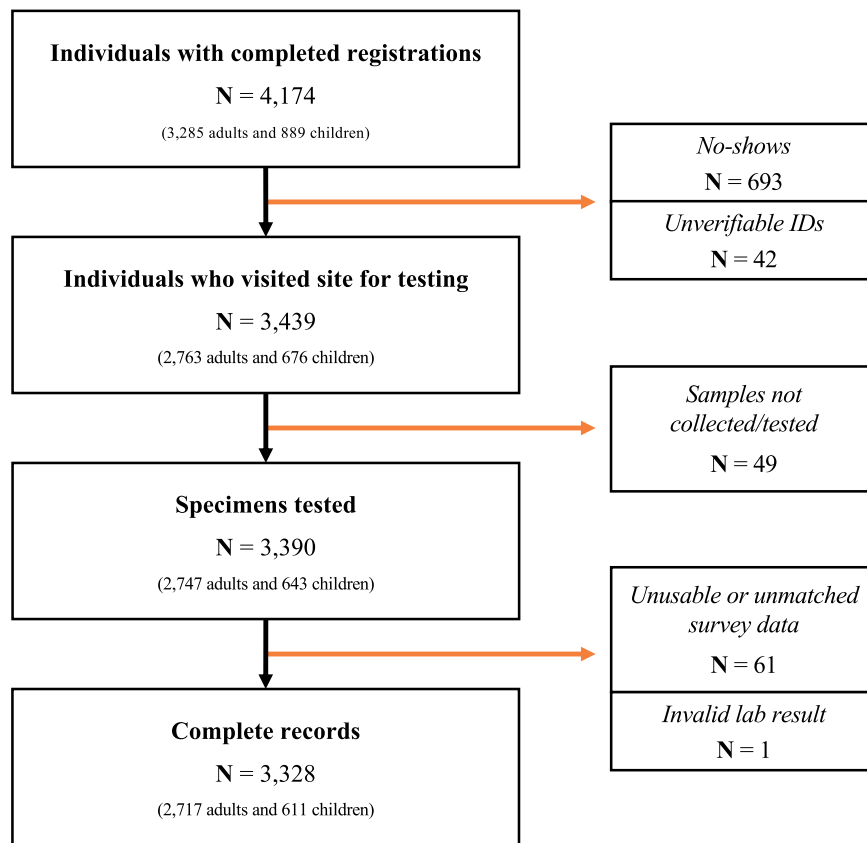 Individuals with completed registrations
N = 4,174
(3,285 adults and 889 children)
No-shows
N = 693
Unverifiable IDs
N = 42
Individuals who visited site for testing
N = 3,439
(2,763 adults and 676 children)
Samples not
collected/tested
N = 49
Specimens tested
N = 3,390
(2,747 adults and 643 children)
Unusable or unmatched
survey data
N = 61
Invalid lab result
N = 1
Complete records
N = 3,328
(2,717 adults and 611 children)